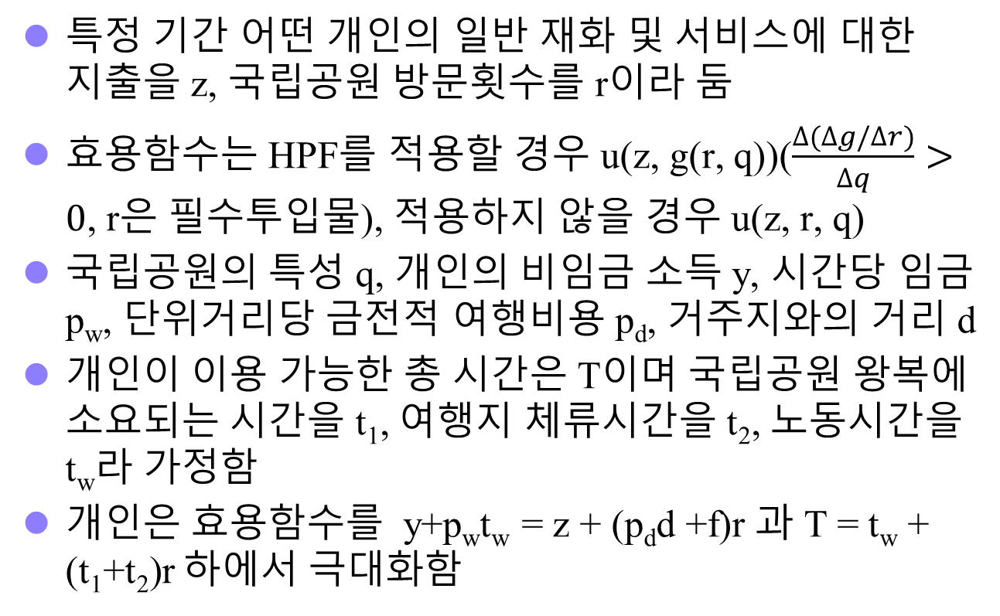 ● 특정 기간 어떤 개인의 일반 재화 및 서비스에 대한
지출을 z, 국립공원 방문횟수를 r이라 둠
● 효용함수는 HPF를 적용할 경우 u(z, g(r, q))(\frac{Δ(Δg/Δr)}{Δq} >
0, r은 필수투입물), 적용하지 않을 경우 u(z, r, q)
● 국립공원의 특성 q, 개인의 비임금 소득 y, 시간당 임금
p_w, 단위거리당 금전적 여행비용 p_d, 거주지와의 거리 d
● 개인이 이용 가능한 총 시간은 T이며 국립공원 왕복에
소요되는 시간을 t_1, 여행지 체류시간을 t_2, 노동시간을
t_w라 가정함
● 개인은 효용함수를 y+p_wt_w = z + (p_dd +f)r 과 T = t_w +
(t_1+t_2)r 하에서 극대화함